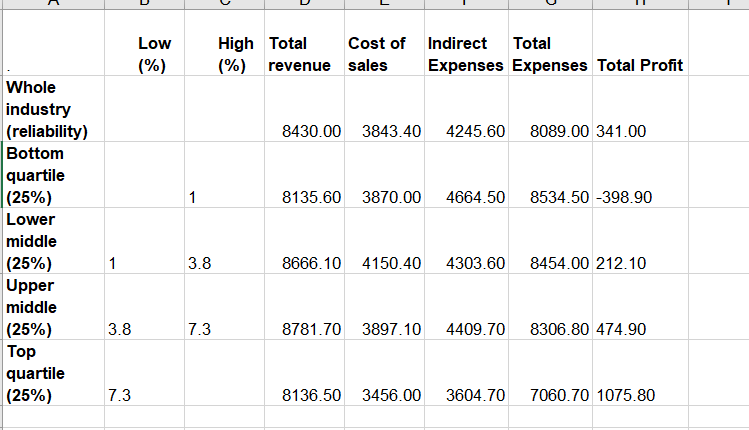 Low High Total Cost of Indirect Total
. (%) (%) revenue sales Expenses Expenses Total Profit
Whole
industry
(reliability) 8430.00 3843.40 4245.60 8089.00 341.00
Bottom
quartile
(25%) 1 8135.60 3870.00 4664.50 8534.50 -398.90
Lower
middle
(25%) 1 3.8 8666.10 4150.40 4303.60 8454.00 212.10
Upper
middle
(25%) 3.8 7.3 8781.70 3897.10 4409.70 8306.80 474.90
Top
quartile
(25%) 7.3 8136.50 3456.00 3604.70 7060.70 1075.80